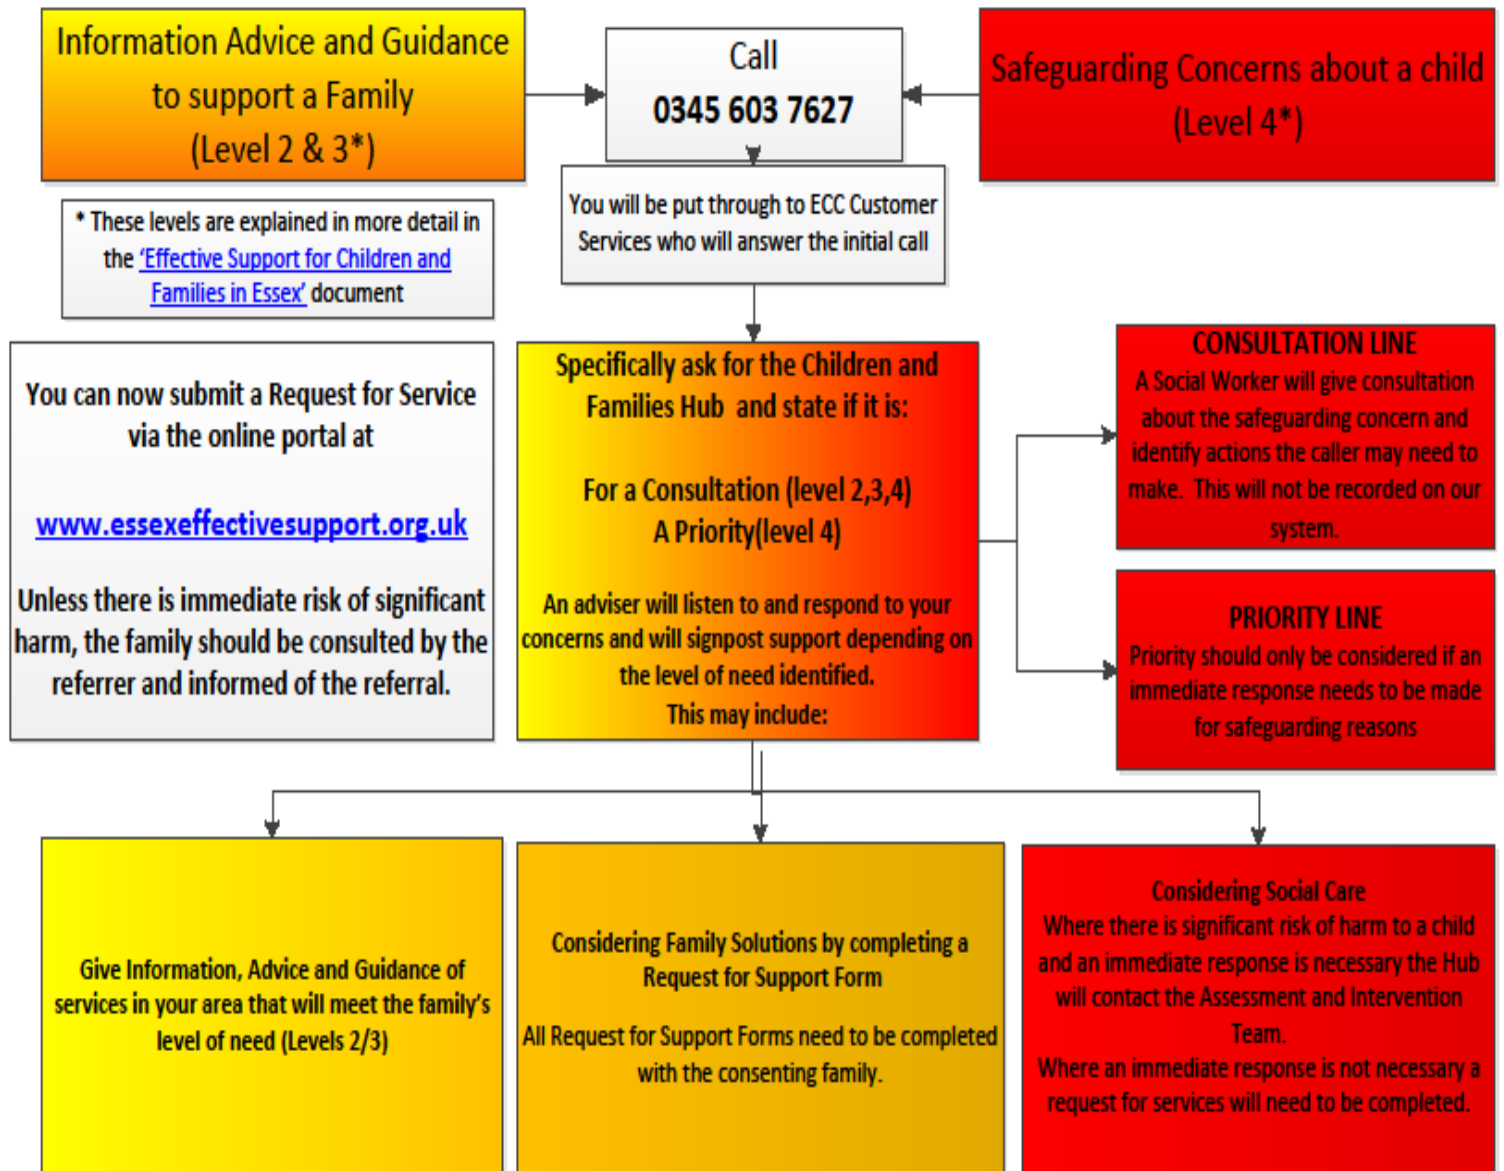 Information Advice and Guidance
to support a Family
(Level 2 & 3*)
Call
0345 603 7627
Safeguarding Concerns about a child
(Level 4*)
* These levels are explained in more detail in
the ‘Effective Support for Children and
Families in Essex’ document
You will be put through to ECC Customer
Services who will answer the initial call
You can now submit a Request for Service
via the online portal at
www.essexeffectivesupport.org.uk
Unless there is immediate risk of significant
harm, the family should be consulted by the
referrer and informed of the referral.
Specifically ask for the Children and
Families Hub and state if it is:
For a Consultation (level 2,3,4)
A Priority(level 4)
An adviser will listen to and respond to your
concerns and will signpost support depending on
the level of need identified.
This may include:
CONSULTATION LINE
A Social Worker will give consultation
about the safeguarding concern and
identify actions the caller may need to
make. This will not be recorded on our
system.
PRIORITY LINE
Priority should only be considered if an
immediate response needs to be made
for safeguarding reasons
Give Information, Advice and Guidance of
services in your area that will meet the family’s
level of need (Levels 2/3)
Considering Family Solutions by completing a
Request for Support Form
All Request for Support Forms need to be completed
with the consenting family.
Considering Social Care
Where there is significant risk of harm to a child
and an immediate response is necessary the Hub
will contact the Assessment and Intervention
Team.
Where an immediate response is not necessary a
request for services will need to be completed.